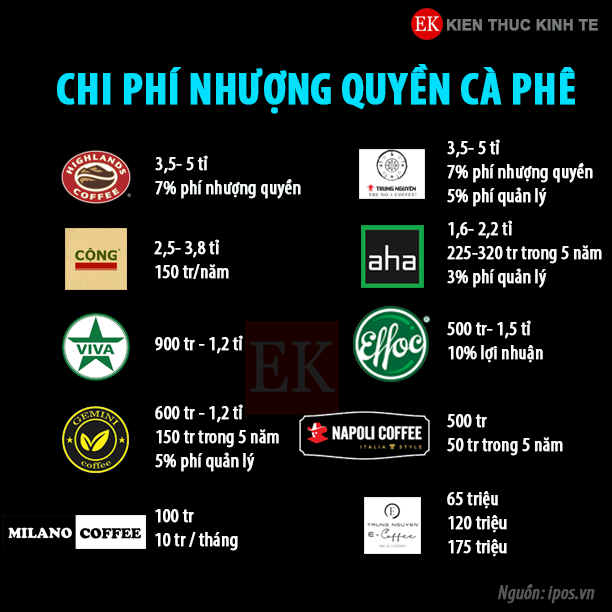 EK KIEN THUC KINH TE
CHI PHÍ NHƯỢNG QUYỀN CÀ PHÊ
HIGHLANDS
COFFEE
3,5- 5 tỉ
7% phí nhượng quyền
TRUNG NGUYÊN
THE NO.1 COFFEE!
3,5- 5 tỉ
7% phí nhượng quyền
5% phí quản lý
CỘNG
2,5- 3,8 tỉ
150 tr/năm
aha
1,6- 2,2 tỉ
225-320 tr trong 5 năm
3% phí quản lý
VIVA
900 tr - 1,2 tỉ
Effoc
500 tr- 1,5 tỉ
10% lợi nhuận
EK
GEMINI
coffee
600 tr - 1,2 tỉ
150 tr trong 5 năm
5% phí quản lý
NAPOLI COFFEE
ITALIA STYLE
500 tr
50 tr trong 5 năm
MILANO COFFEE
100 tr
10 tr / tháng
E
TRUNG NGUYEN
E-Coffee
65 triệu
120 triệu
175 triệu
Nguồn: ipos.vn